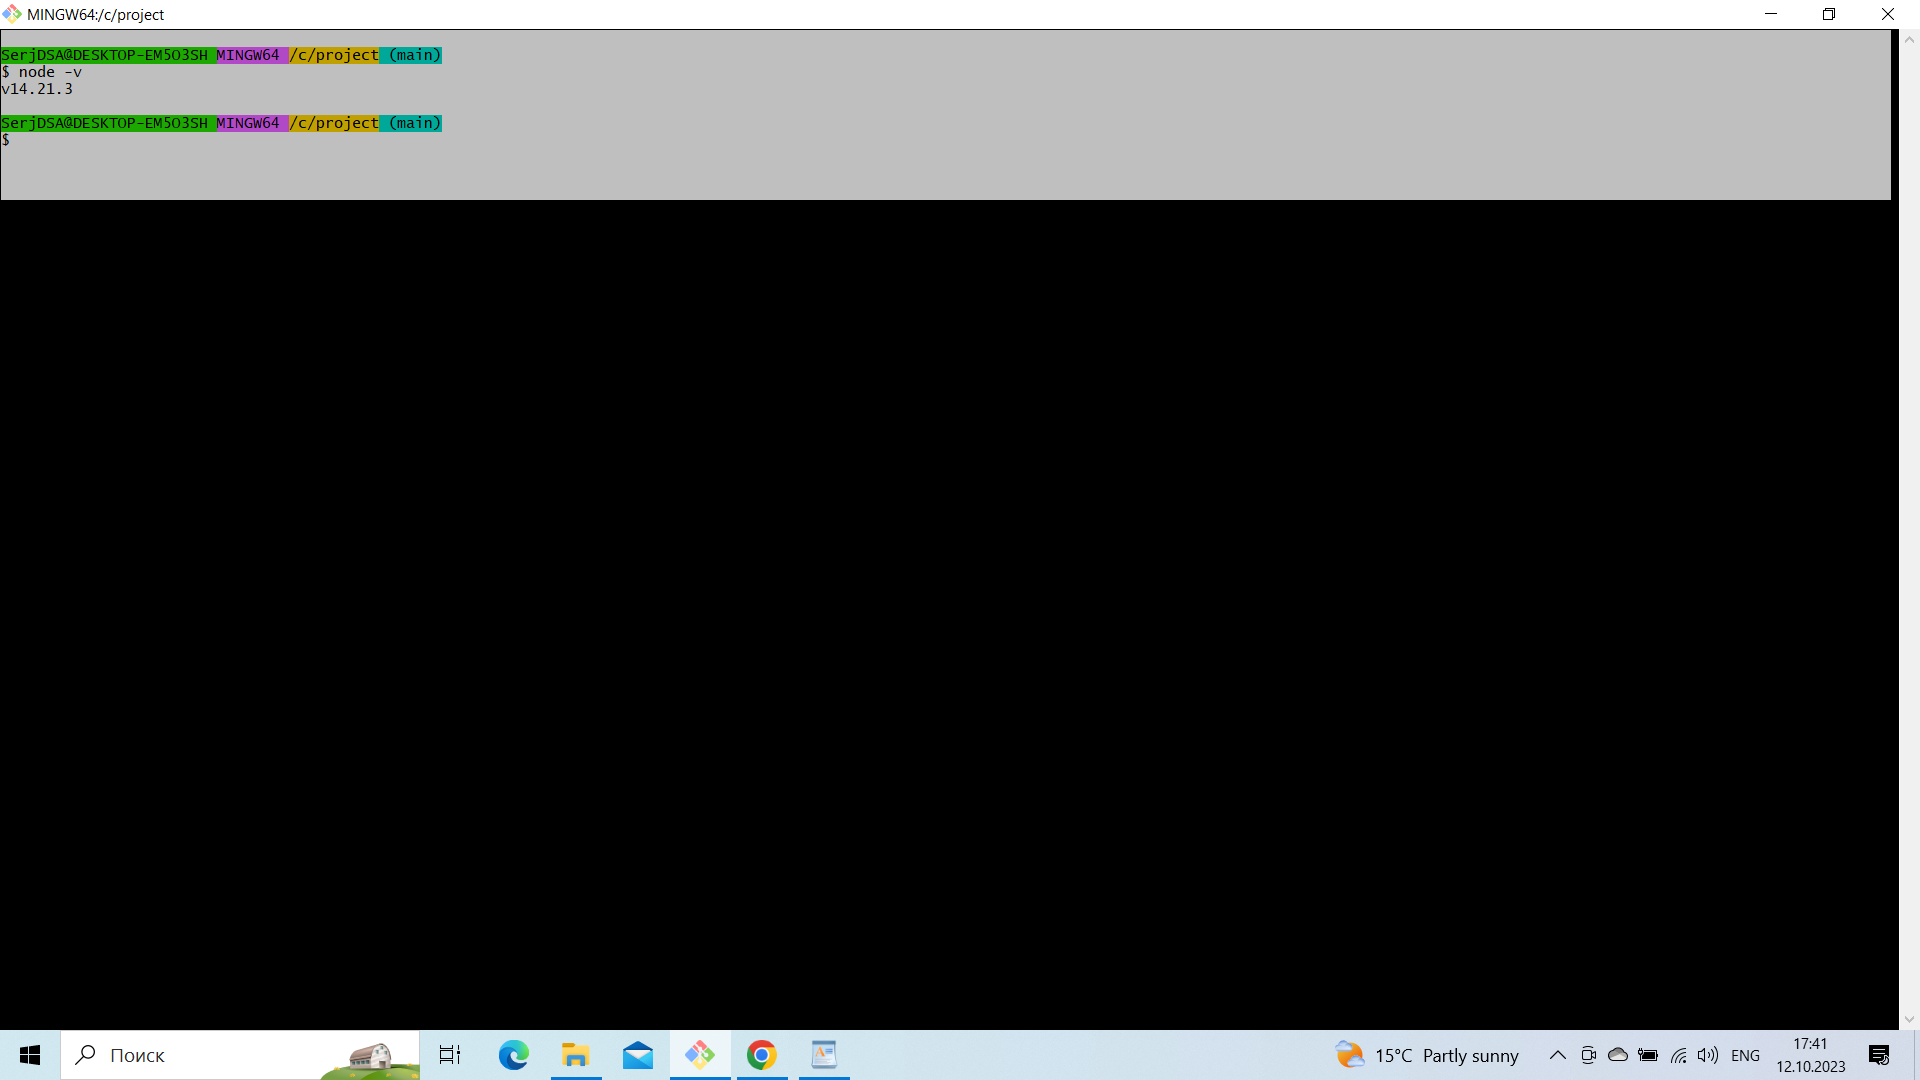 MINGW64:/c/project
SerjDSA@DESKTOP-EM5O3SH MINGW64 /c/project (main)
$ node -v
v14.21.3
SerjDSA@DESKTOP-EM5O3SH MINGW64 /c/project (main)
$
Поиск
15°C Partly sunny
ENG
17:41
12.10.2023
3